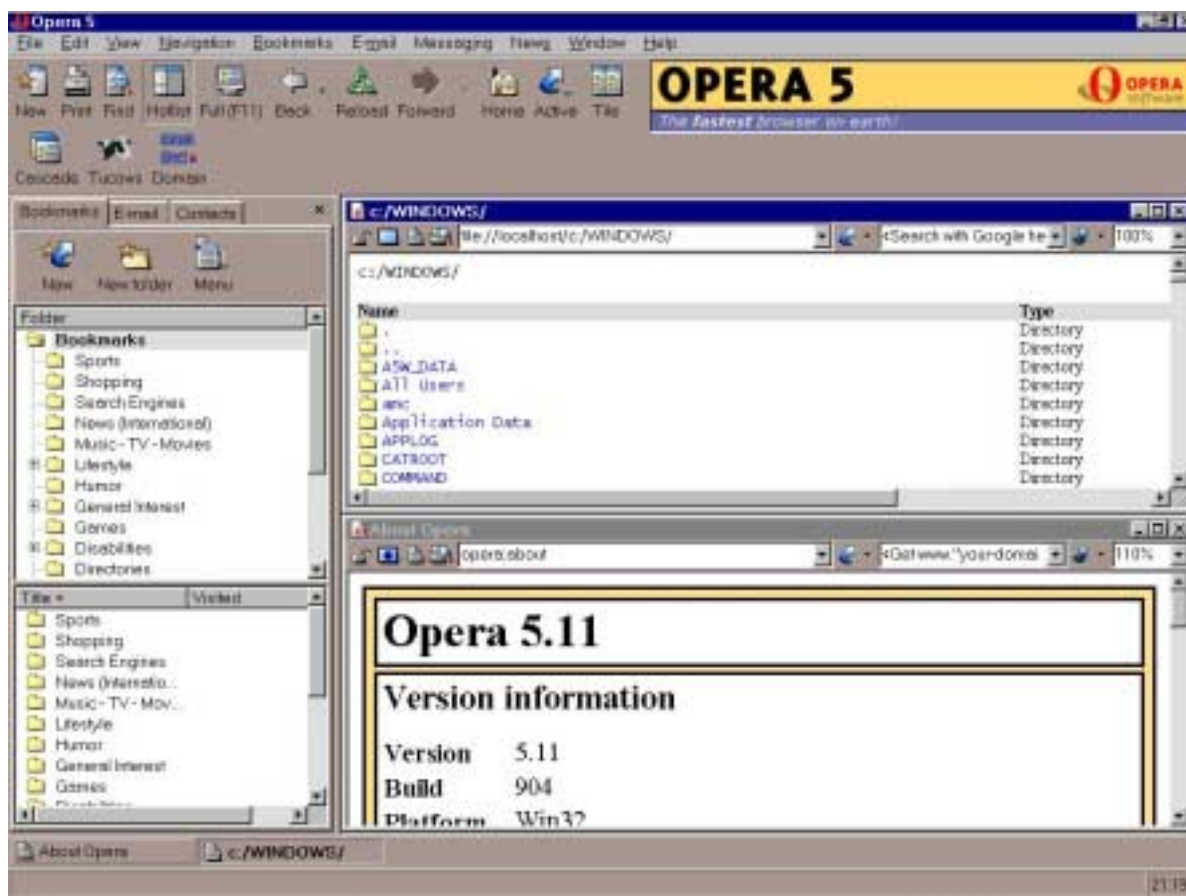 Opera 5
File Edit View Navigation Bookmarks E-mail Messaging News Window Help
New Print Find Hotlist Full (F11) Back Reload Forward Home Active Tile
OPERA 5
OPERA
software
The fastest browser on earth!
Cascade Tucows Domain
Bookmarks E-mail Contacts
New New folder Menu
Folder
Bookmarks
Sports
Shopping
Search Engines
News (International)
Music - TV - Movies
Lifestyle
Humor
General Interest
Games
Disabilities
Directories
Title Visited
Sports
Shopping
Search Engines
News (Internatio...
Music - TV - Mov...
Lifestyle
Humor
General Interest
Games
c:/WINDOWS/
file://localhost/c:/WINDOWS/ <Search with Google he 100%
c:/WINDOWS/
Name Type
. Directory
.. Directory
ASW_DATA Directory
All Users Directory
amc Directory
Application Data Directory
APPLOG Directory
CATROOT Directory
COMMAND Directory
About Opera
opera:about <Get www."your-domai 110%
Opera 5.11
Version information
Version 5.11
Build 904
Platform Win32
About Opera c:/WINDOWS/